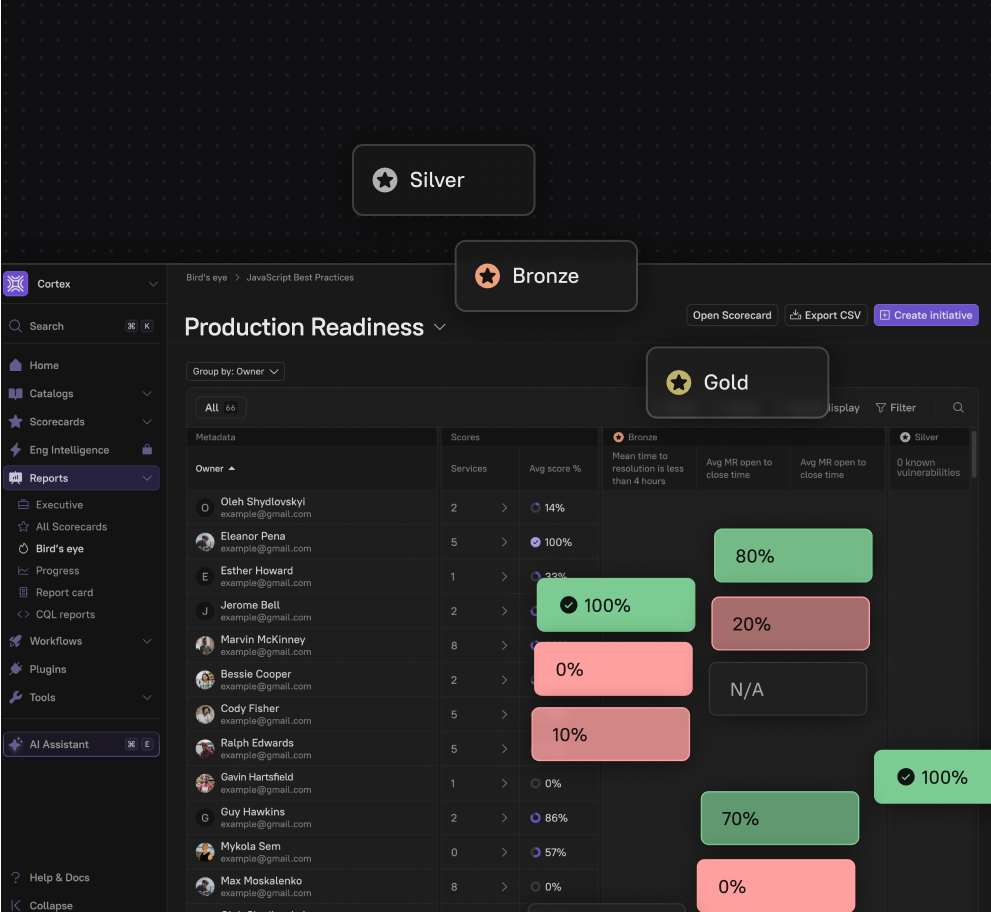 Silver
Bronze
Gold
Cortex
Search ⌘ K
Home
Catalogs
Scorecards
Eng Intelligence
Reports
Executive
All Scorecards
Bird's eye
Progress
Report card
CQL reports
Workflows
Plugins
Tools
AI Assistant ⌘ E
? Help & Docs
Collapse
Bird's eye > JavaScript Best Practices
Production Readiness
Open Scorecard Export CSV Create initiative
Group by: Owner
All 66
Filter
Metadata Scores Bronze Silver
Owner Services Avg score %
Mean time to
resolution is less
than 4 hours
Avg MR open to
close time
Avg MR open to
close time
0 known
vulnerabilities
O Oleh Shydlovskyi 2 14%
example@gmail.com
Eleanor Pena 5 100%
example@gmail.com
E Esther Howard 1 33%
example@gmail.com
J Jerome Bell 2
example@gmail.com
Marvin McKinney 8
example@gmail.com
Bessie Cooper 2
example@gmail.com
Cody Fisher 5
example@gmail.com
Ralph Edwards 5
example@gmail.com
Gavin Hartsfield 1 0%
example@gmail.com
G Guy Hawkins 2 86%
example@gmail.com
Mykola Sem 0 57%
example@gmail.com
Max Moskalenko 8 0%
example@gmail.com
80%
100%
20%
0%
N/A
10%
100%
70%
0%